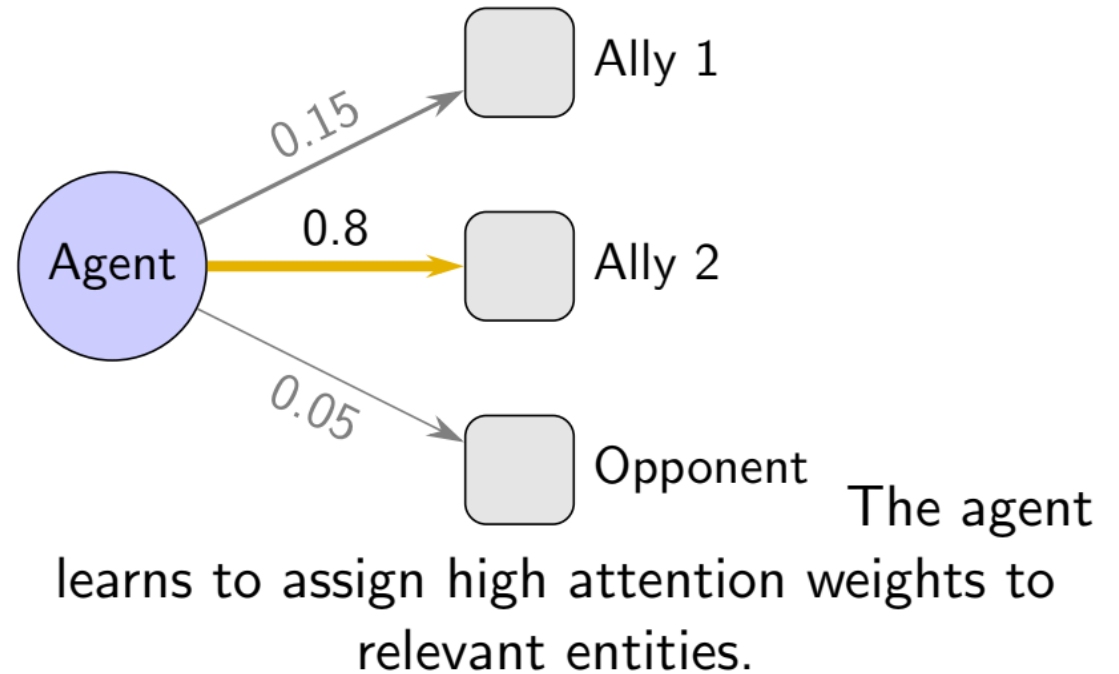 Ally 1
0.15
0.8
Agent
Ally 2
0.05
Opponent
The agent
learns to assign high attention weights to
relevant entities.